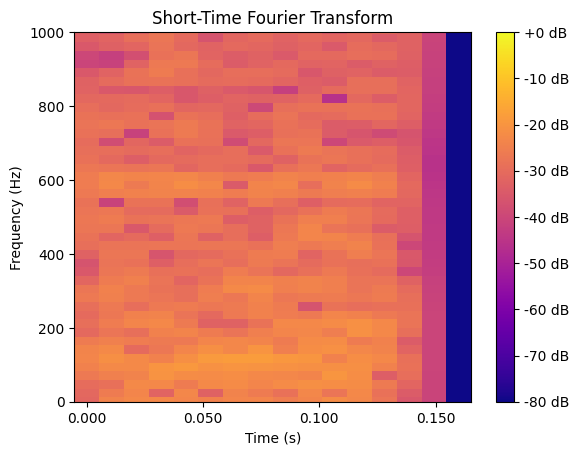 Short-Time Fourier Transform
Frequency (Hz)
1000
800
600
400
200
0
0.000
0.050
0.100
0.150
Time (s)
+0 dB
-10 dB
-20 dB
-30 dB
-40 dB
-50 dB
-60 dB
-70 dB
-80 dB